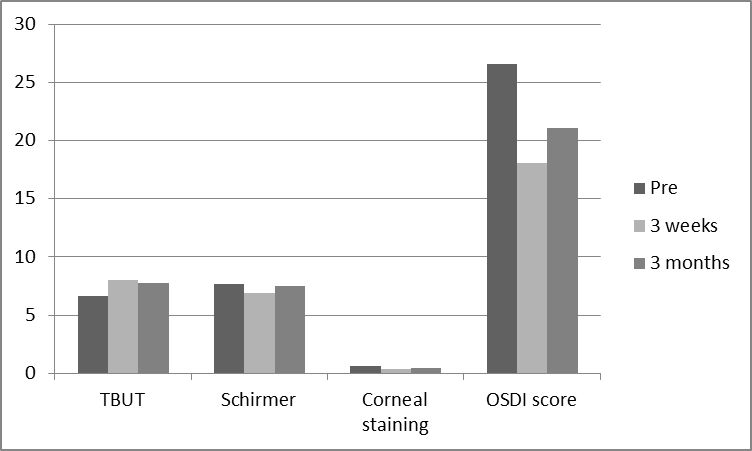 30
25
20
15
10
5
0
TBUT
Schirmer
Corneal
staining
OSDI score
Pre
3 weeks
3 months